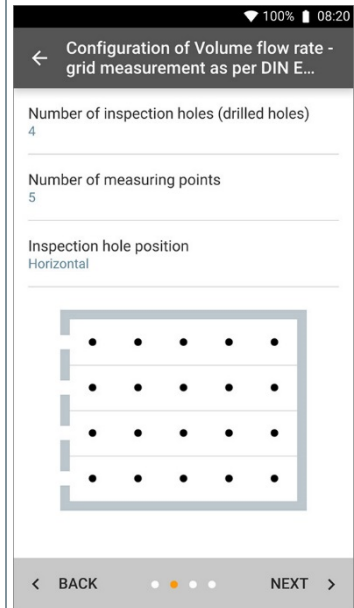 100% 08:20
Configuration of Volume flow rate -
grid measurement as per DIN E...
Number of inspection holes (drilled holes)
4
Number of measuring points
5
Inspection hole position
Horizontal
BACK NEXT